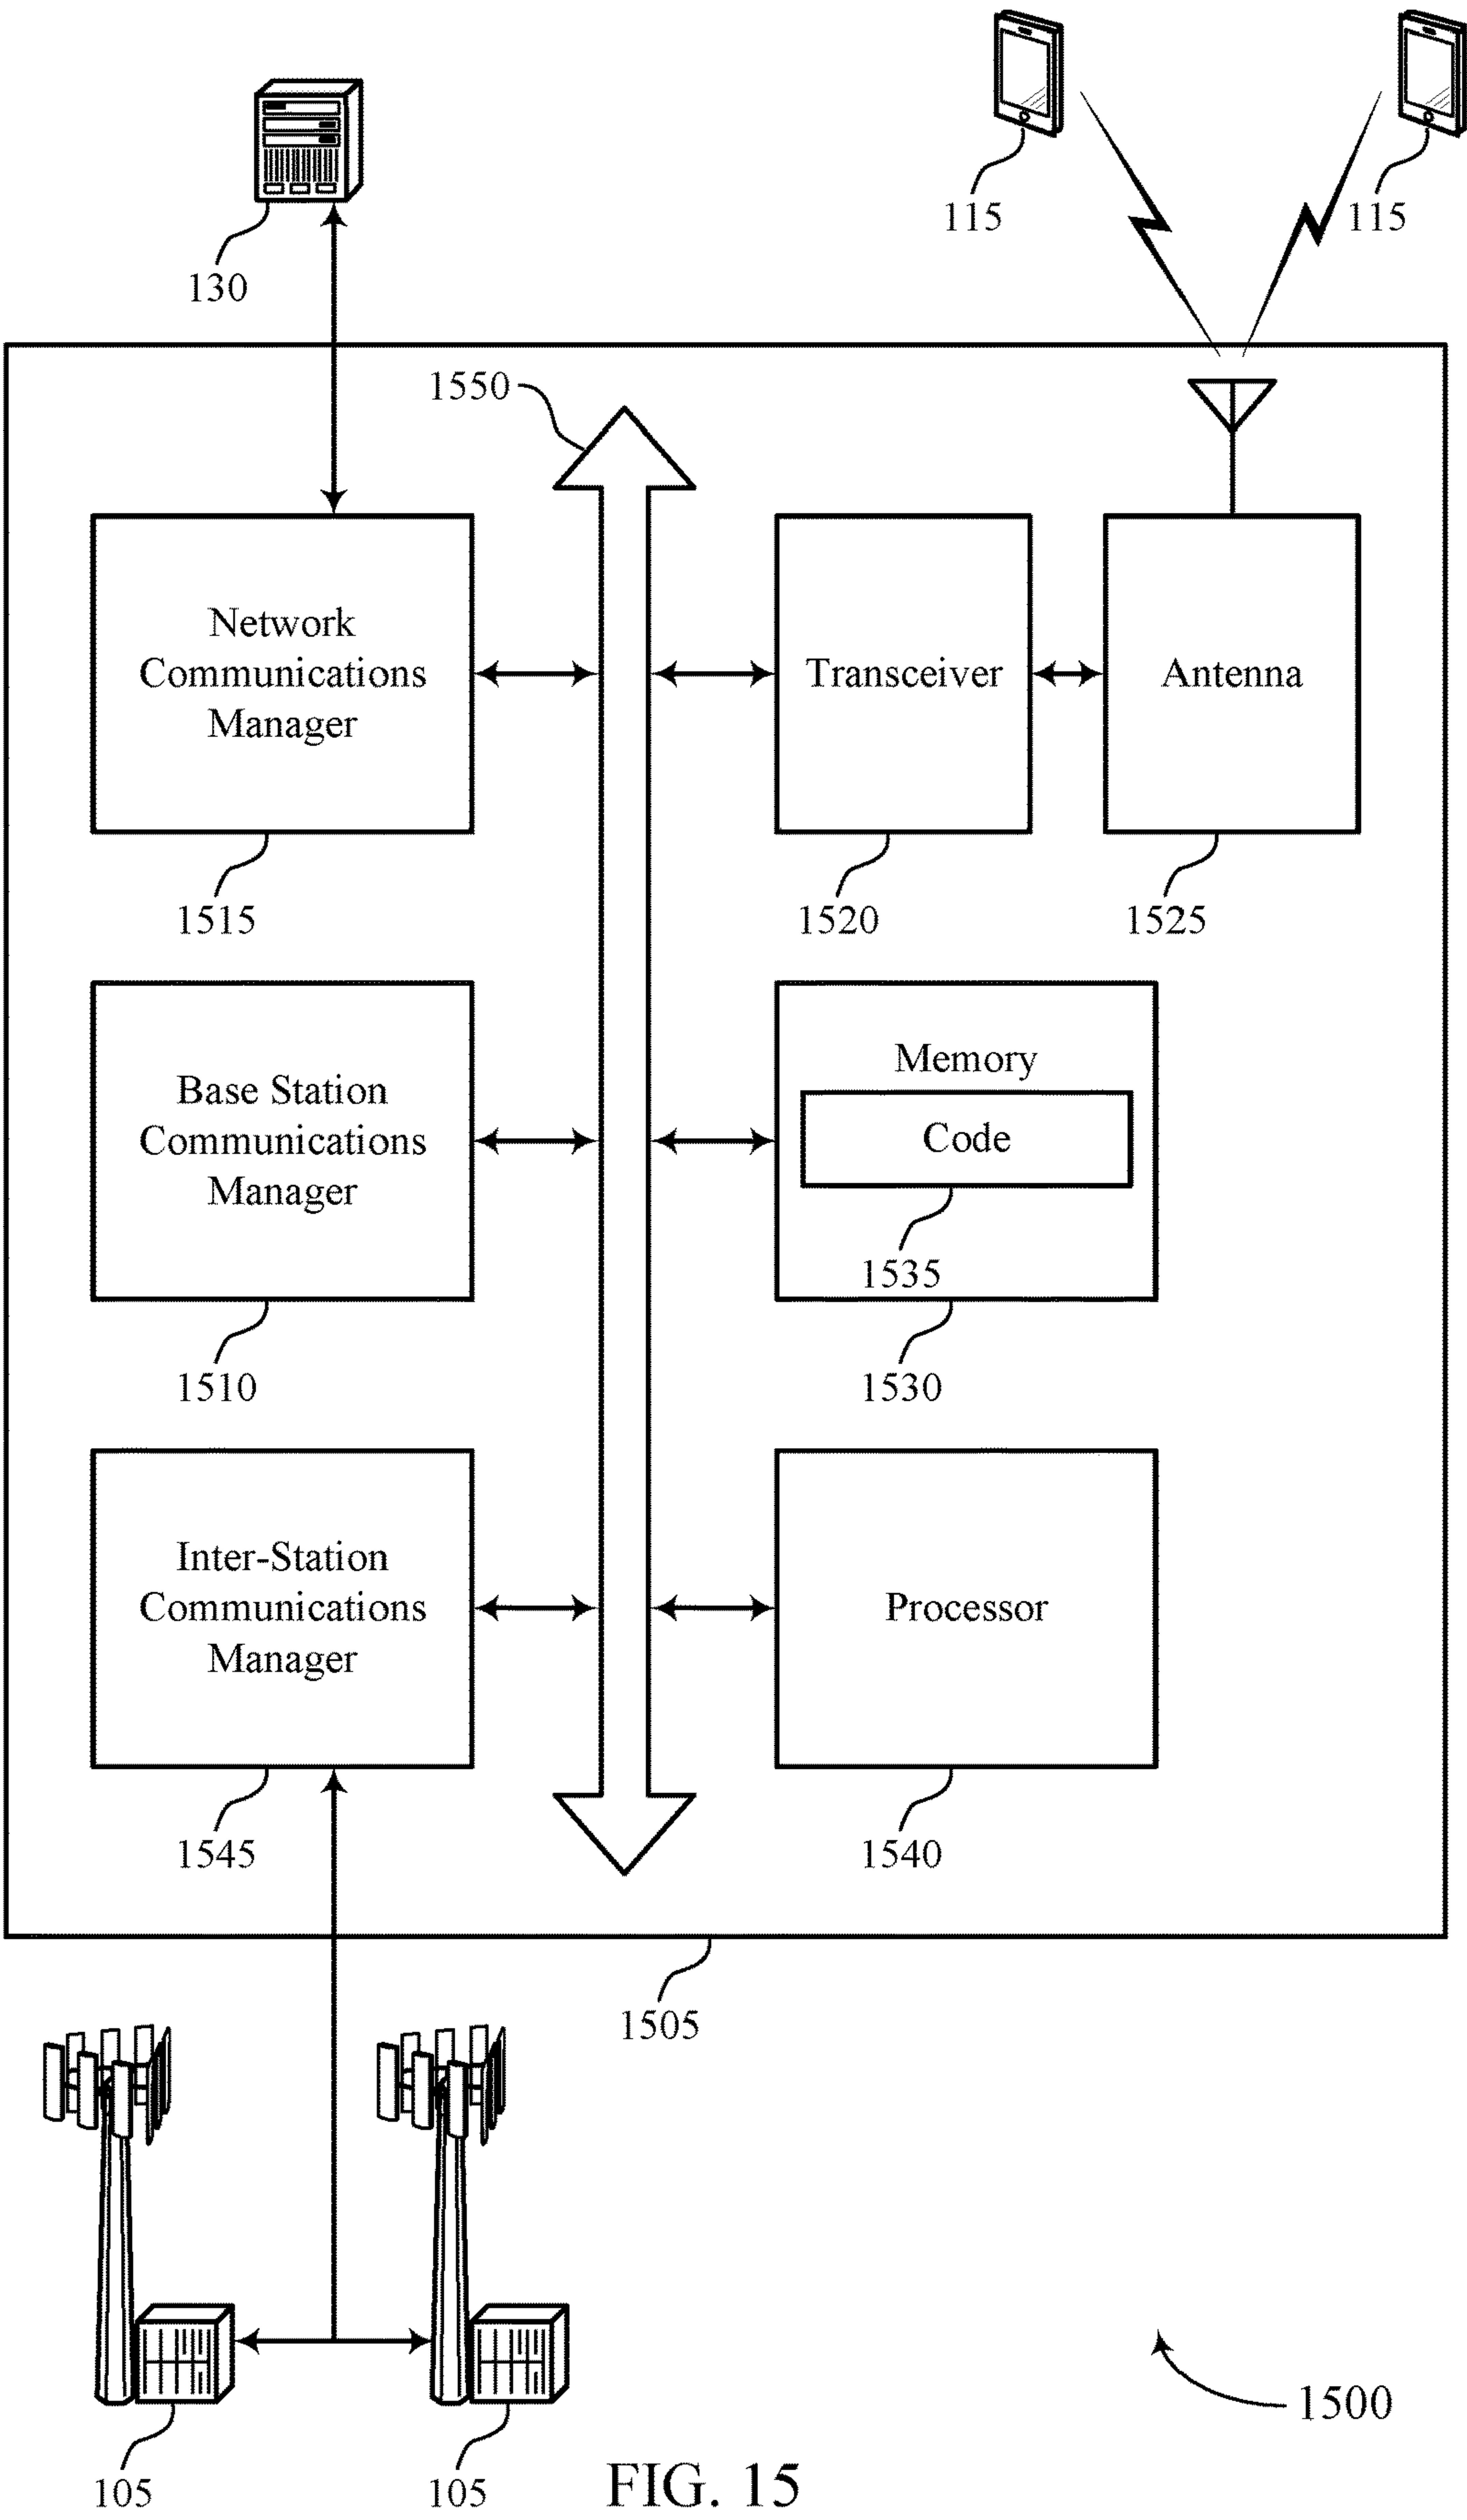 130
115
115
1550
Network
Communications
Manager
Transceiver
Antenna
1515
1520
1525
Base Station
Communications
Manager
Memory
Code
1535
1510
1530
Inter-Station
Communications
Manager
Processor
1545
1540
1505
105
105
1500
FIG. 15